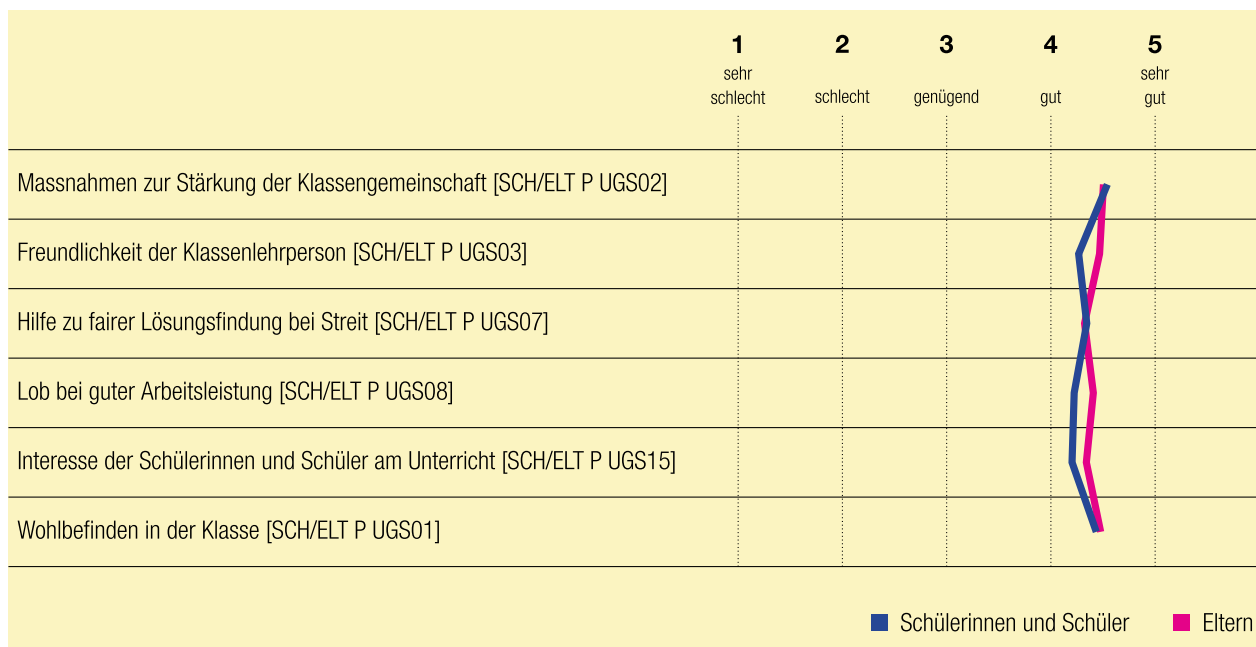 1 2 3 4 5
sehr schlecht schlecht genügend gut sehr gut
Massnahmen zur Stärkung der Klassengemeinschaft [SCH/ELT P UGS02]
Freundlichkeit der Klassenlehrperson [SCH/ELT P UGS03]
Hilfe zu fairer Lösungsfindung bei Streit [SCH/ELT P UGS07]
Lob bei guter Arbeitsleistung [SCH/ELT P UGS08]
Interesse der Schülerinnen und Schüler am Unterricht [SCH/ELT P UGS15]
Wohlbefinden in der Klasse [SCH/ELT P UGS01]
Schülerinnen und Schüler Eltern